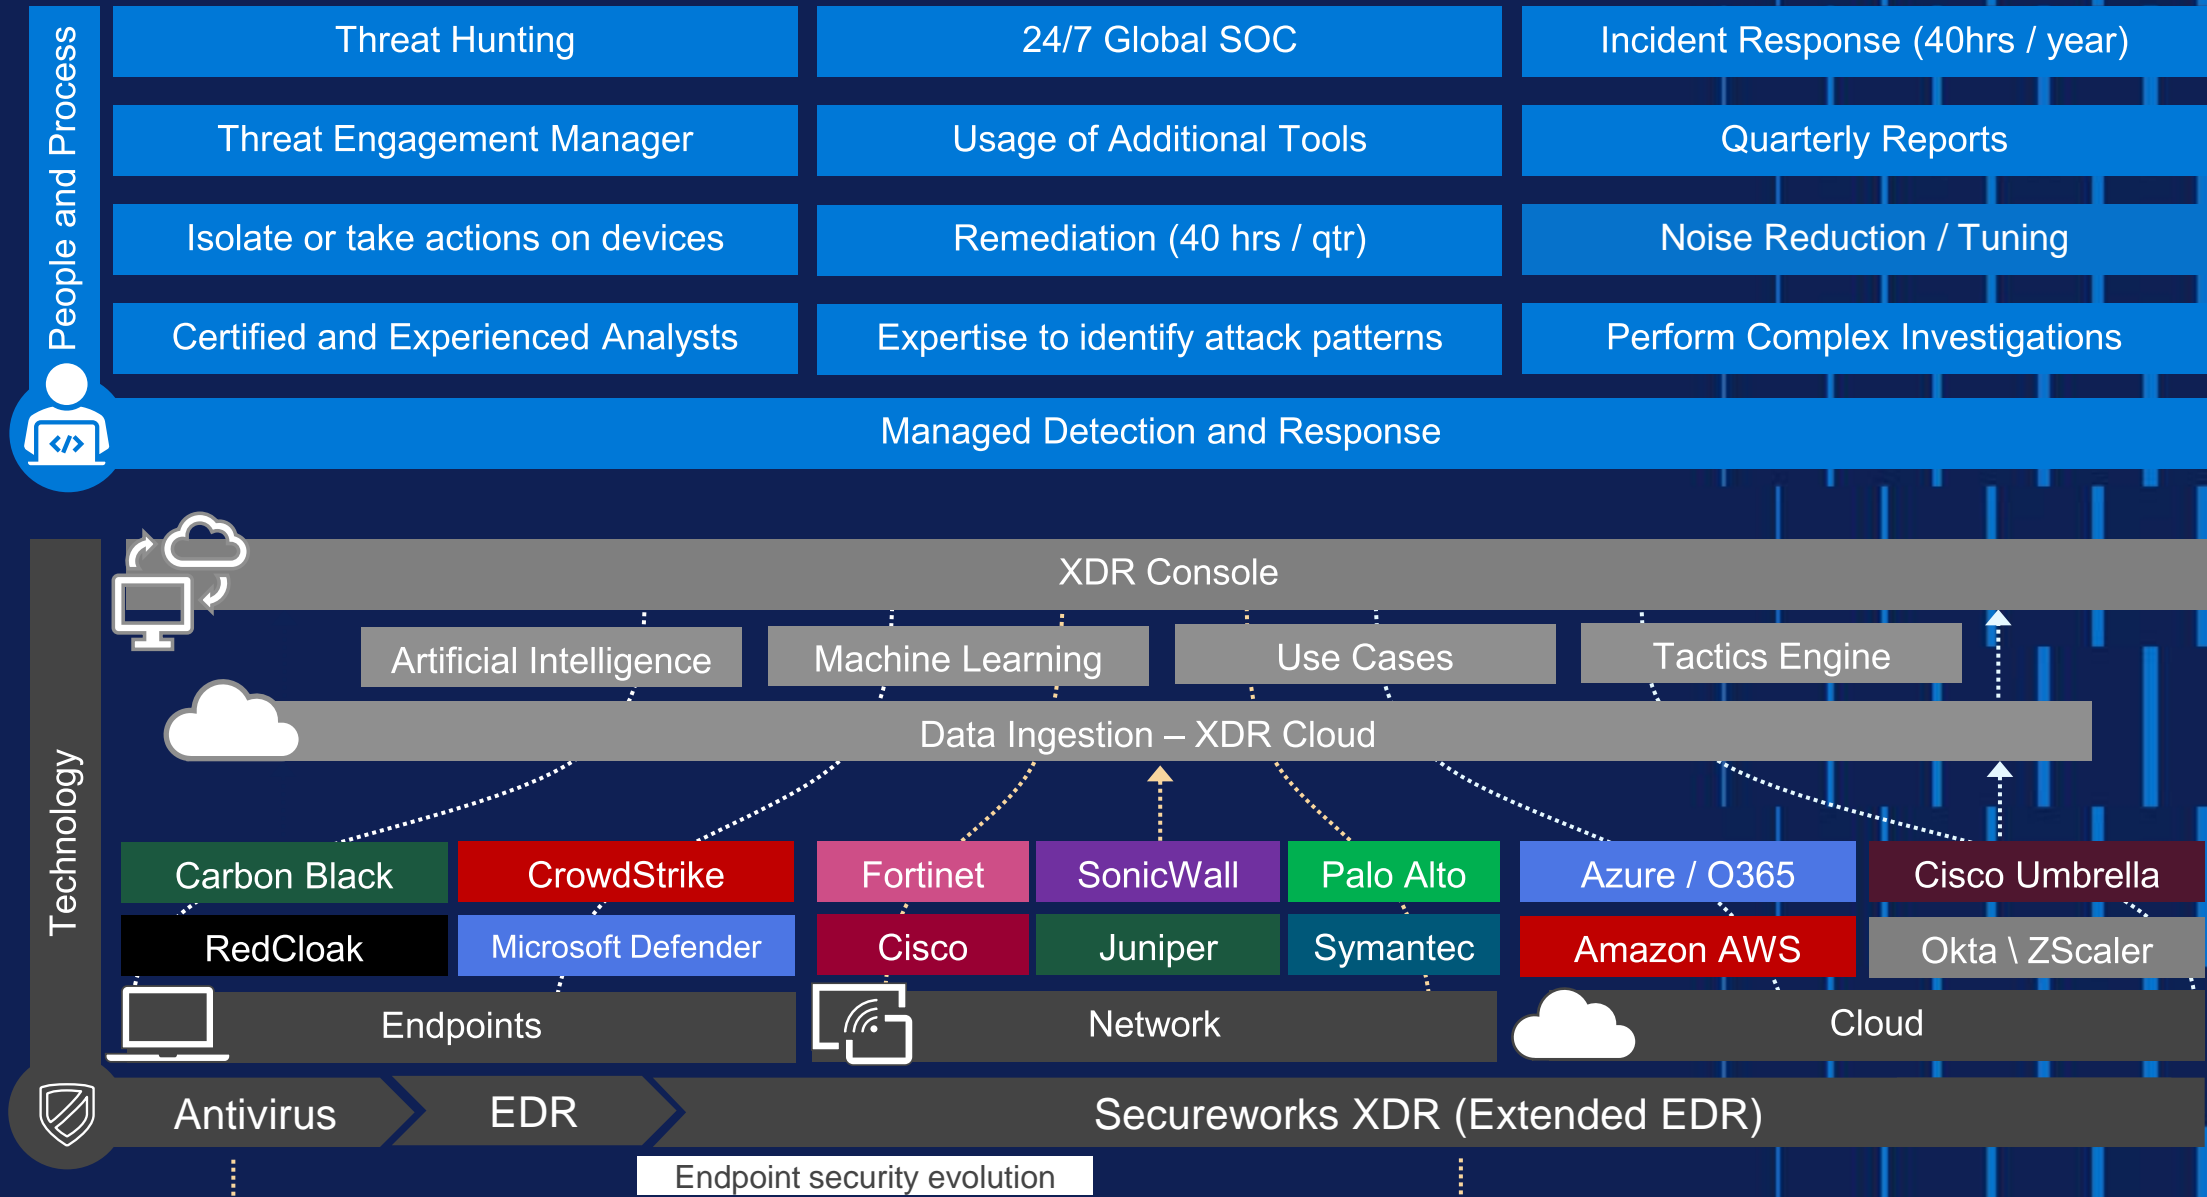 People and Process
Threat Hunting
24/7 Global SOC
Incident Response (40hrs / year)
Threat Engagement Manager
Usage of Additional Tools
Quarterly Reports
Isolate or take actions on devices
Remediation (40 hrs / qtr)
Noise Reduction / Tuning
Certified and Experienced Analysts
Expertise to identify attack patterns
Perform Complex Investigations
</>
Managed Detection and Response
Technology
XDR Console
Artificial Intelligence
Machine Learning
Use Cases
Tactics Engine
Data Ingestion – XDR Cloud
Carbon Black
CrowdStrike
Fortinet
SonicWall
Palo Alto
Azure / O365
Cisco Umbrella
RedCloak
Microsoft Defender
Cisco
Juniper
Symantec
Amazon AWS
Okta \ ZScaler
Endpoints
Network
Cloud
Antivirus
EDR
Secureworks XDR (Extended EDR)
Endpoint security evolution